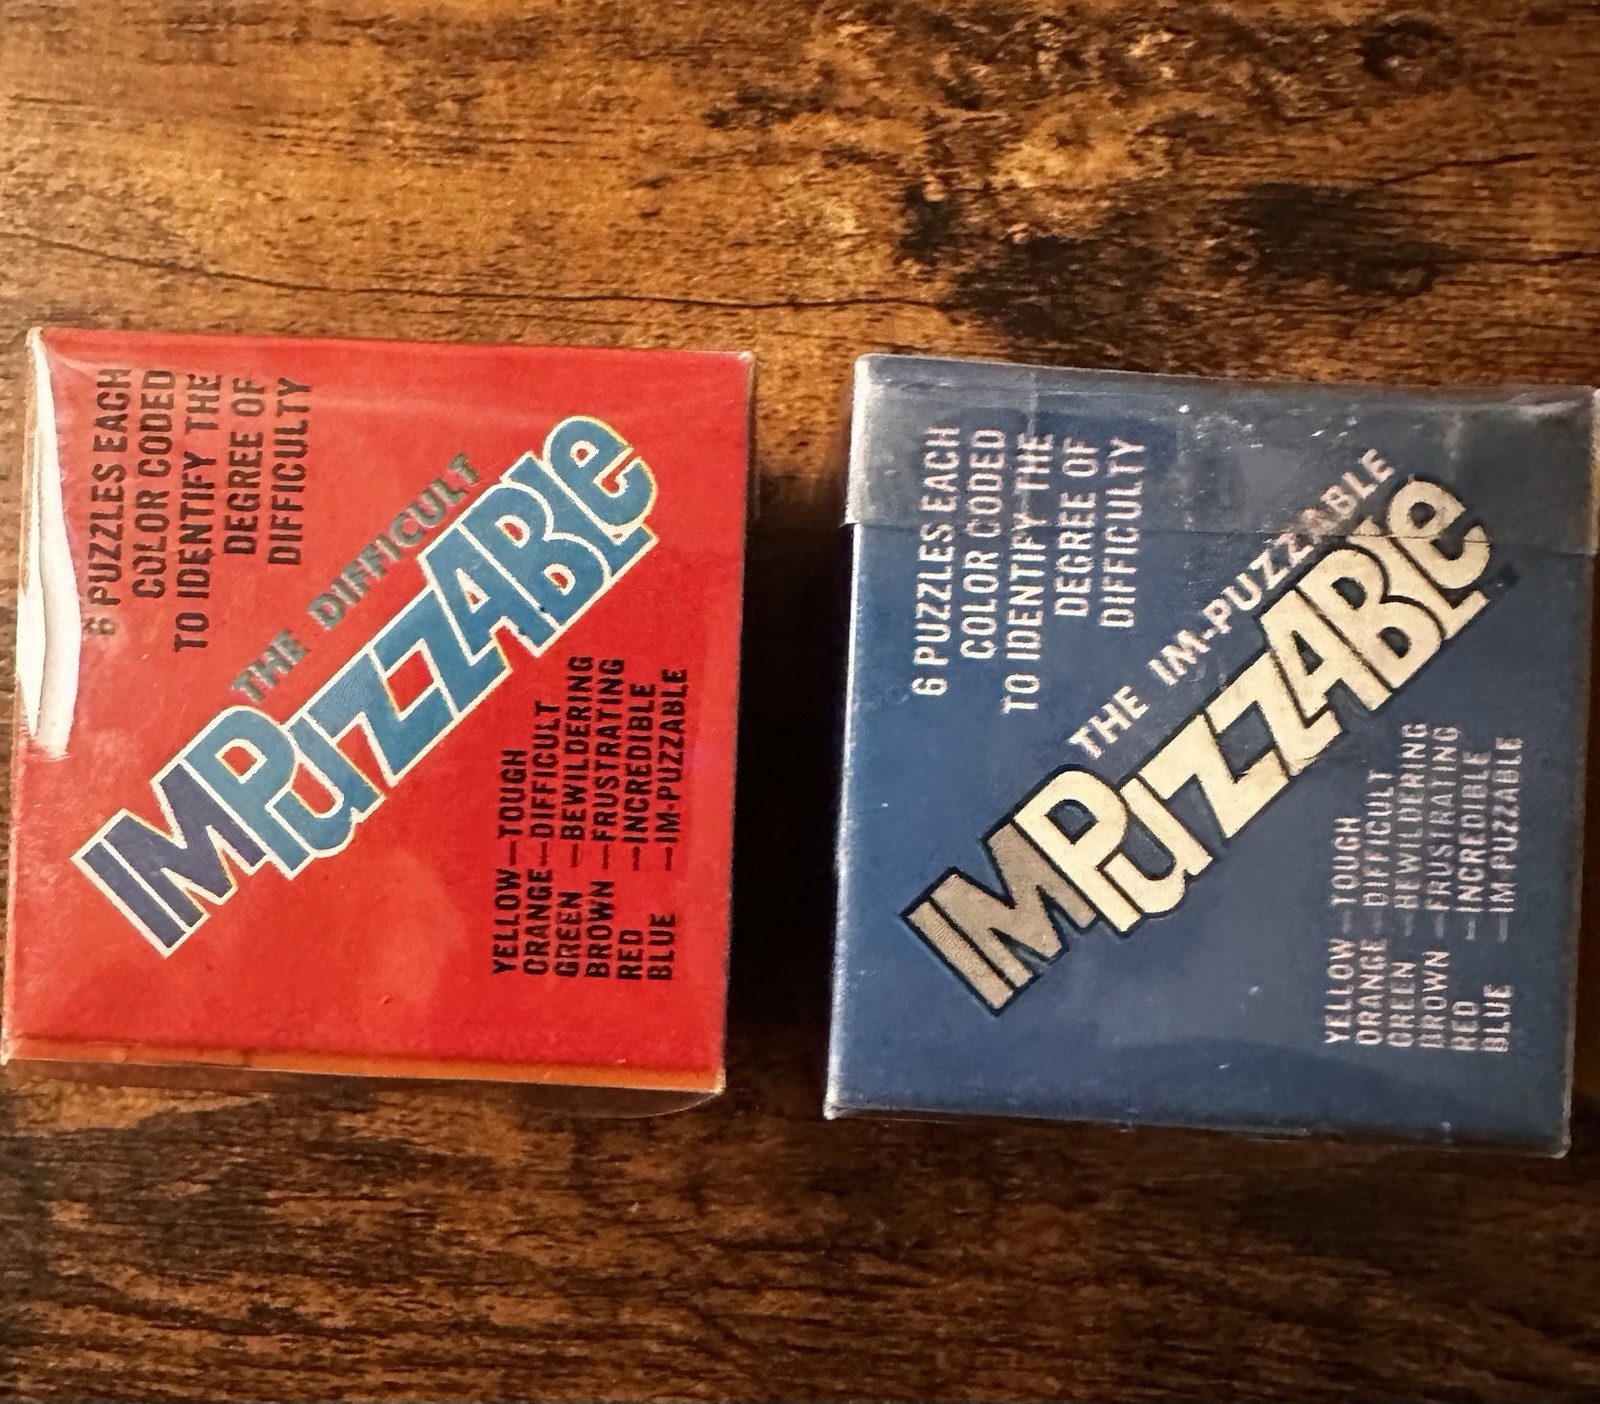 6 PUZZLES EACH
COLOR CODED
TO IDENTIFY THE
DEGREE OF
DIFFICULTY
THE DIFFICULT
IMPuzzABle
YELLOW—TOUGH
ORANGE—DIFFICULT
GREEN —BEWILDERING
BROWN —FRUSTRATING
RED —INCREDIBLE
BLUE —IM-PUZZABLE
6 PUZZLES EACH
COLOR CODED
TO IDENTIFY THE
DEGREE OF
DIFFICULTY
THE IM-PUZZABLE
IMPuzzABle
YELLOW—TOUGH
ORANGE—DIFFICULT
GREEN —BEWILDERING
BROWN —FRUSTRATING
RED —INCREDIBLE
BLUE —IM-PUZZABLE